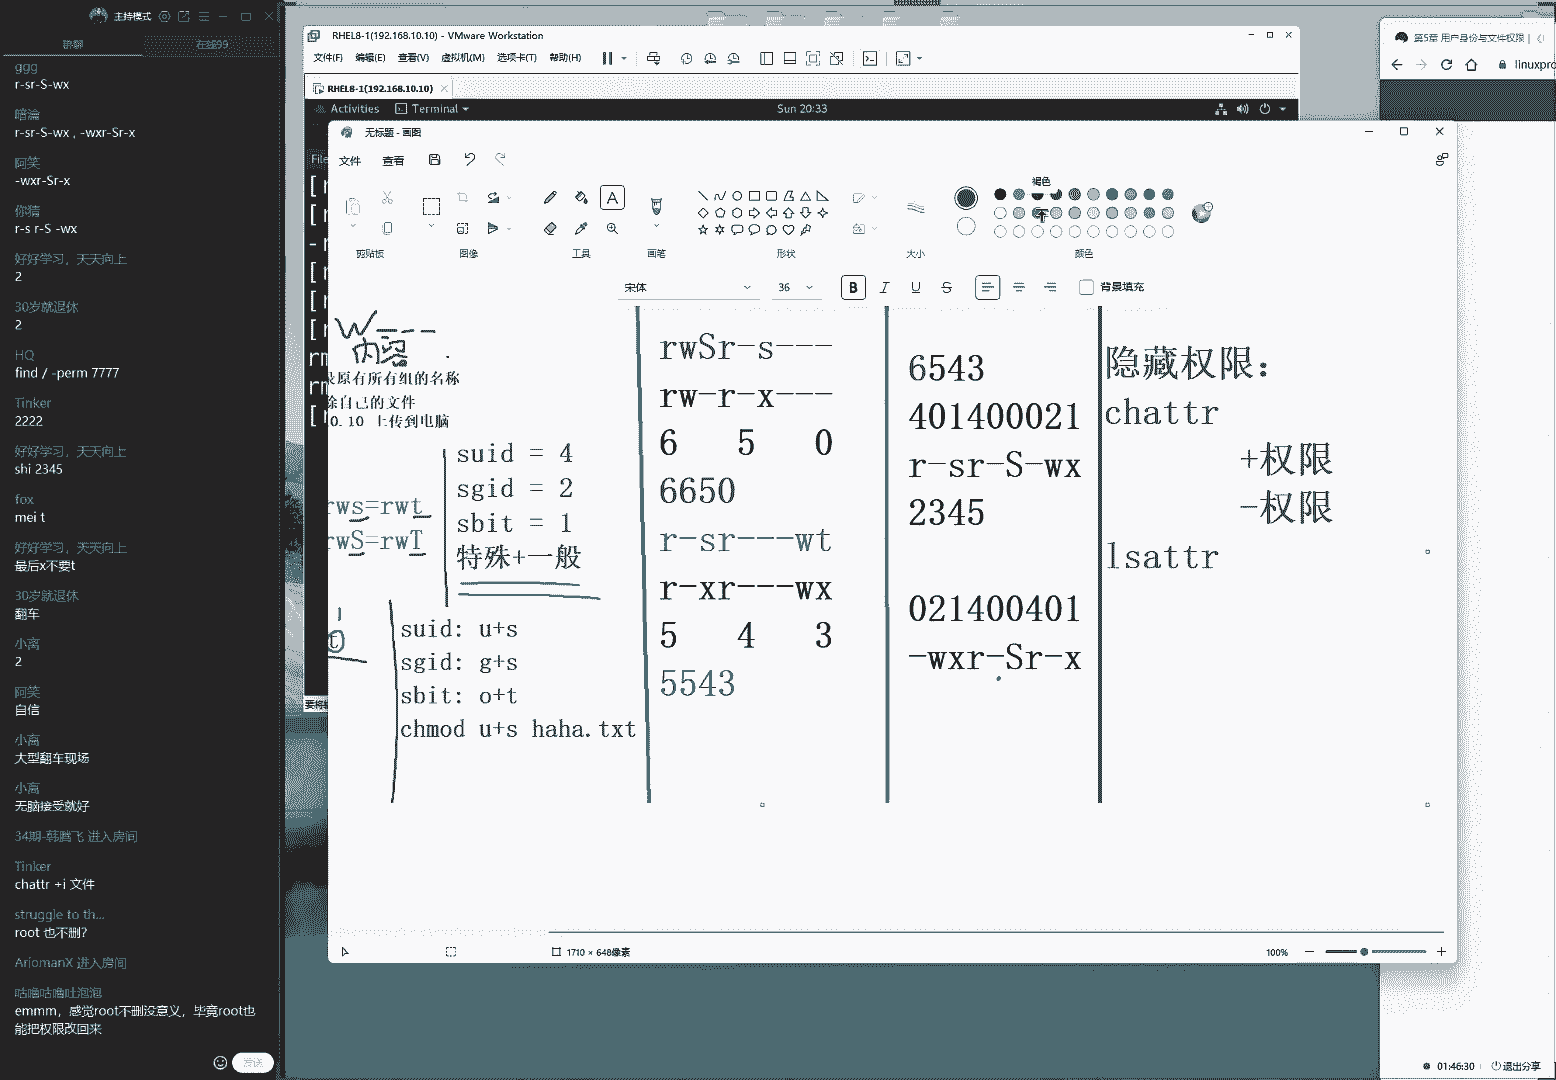 主持模式
聊聊
在线99
ggg
r-sr-S-wx
暗瀹
r-sr-S-wx , -wxr-Sr-x
阿笑
-wxr-Sr-x
你猜
r-s r-S -wx
好好学习，天天向上
2
30岁就退休
2
HQ
find / -perm 7777
Tinker
2222
好好学习，天天向上
shi 2345
fox
mei t
好好学习，天天向上
最后x不要t
30岁就退休
翻车
小离
2
阿笑
自信
小离
大型翻车现场
小离
无脑接受就好
34期-韩腾飞 进入房间
Tinker
chattr +i 文件
struggle to th...
root 也不删?
AriomanX 进入房间
咕噜咕噜吐泡泡
emmm，感觉root不删没意义，毕竟root也
能把权限改回来
发送
RHEL8-1(192.168.10.10) - VMware Workstation
文件(F) 编辑(E) 查看(V) 虚拟机(M) 选项卡(T) 帮助(H)
RHEL8-1(192.168.10.10)
Activities Terminal Sun 20:33
File
[r
[r
-r
[r
[r
[r
rm
rm
[r
无标题 - 画图
文件 查看
剪贴板 图像 工具 画笔 形状 大小 颜色
褐色
宋体 36 B I U S 背景填充
W----
内容
原有所有组的名称
除自己的文件
0.10 上传到电脑
rws=rwt
rwS=rwT
suid = 4
sgid = 2
sbit = 1
特殊+一般
suid: u+s
sgid: g+s
sbit: o+t
chmod u+s haha.txt
rwSr-s---
rw-r-x---
6 5 0
6650
r-sr---wt
r-xr---wx
5 4 3
5543
6543
401400021
r-sr-S-wx
2345
021400401
-wxr-Sr-x
隐藏权限：
chattr
+权限
-权限
lsattr
1710 × 648像素
100%
第5章 用户身份与文件权限 |
linuxpro
01:46:30 退出分享